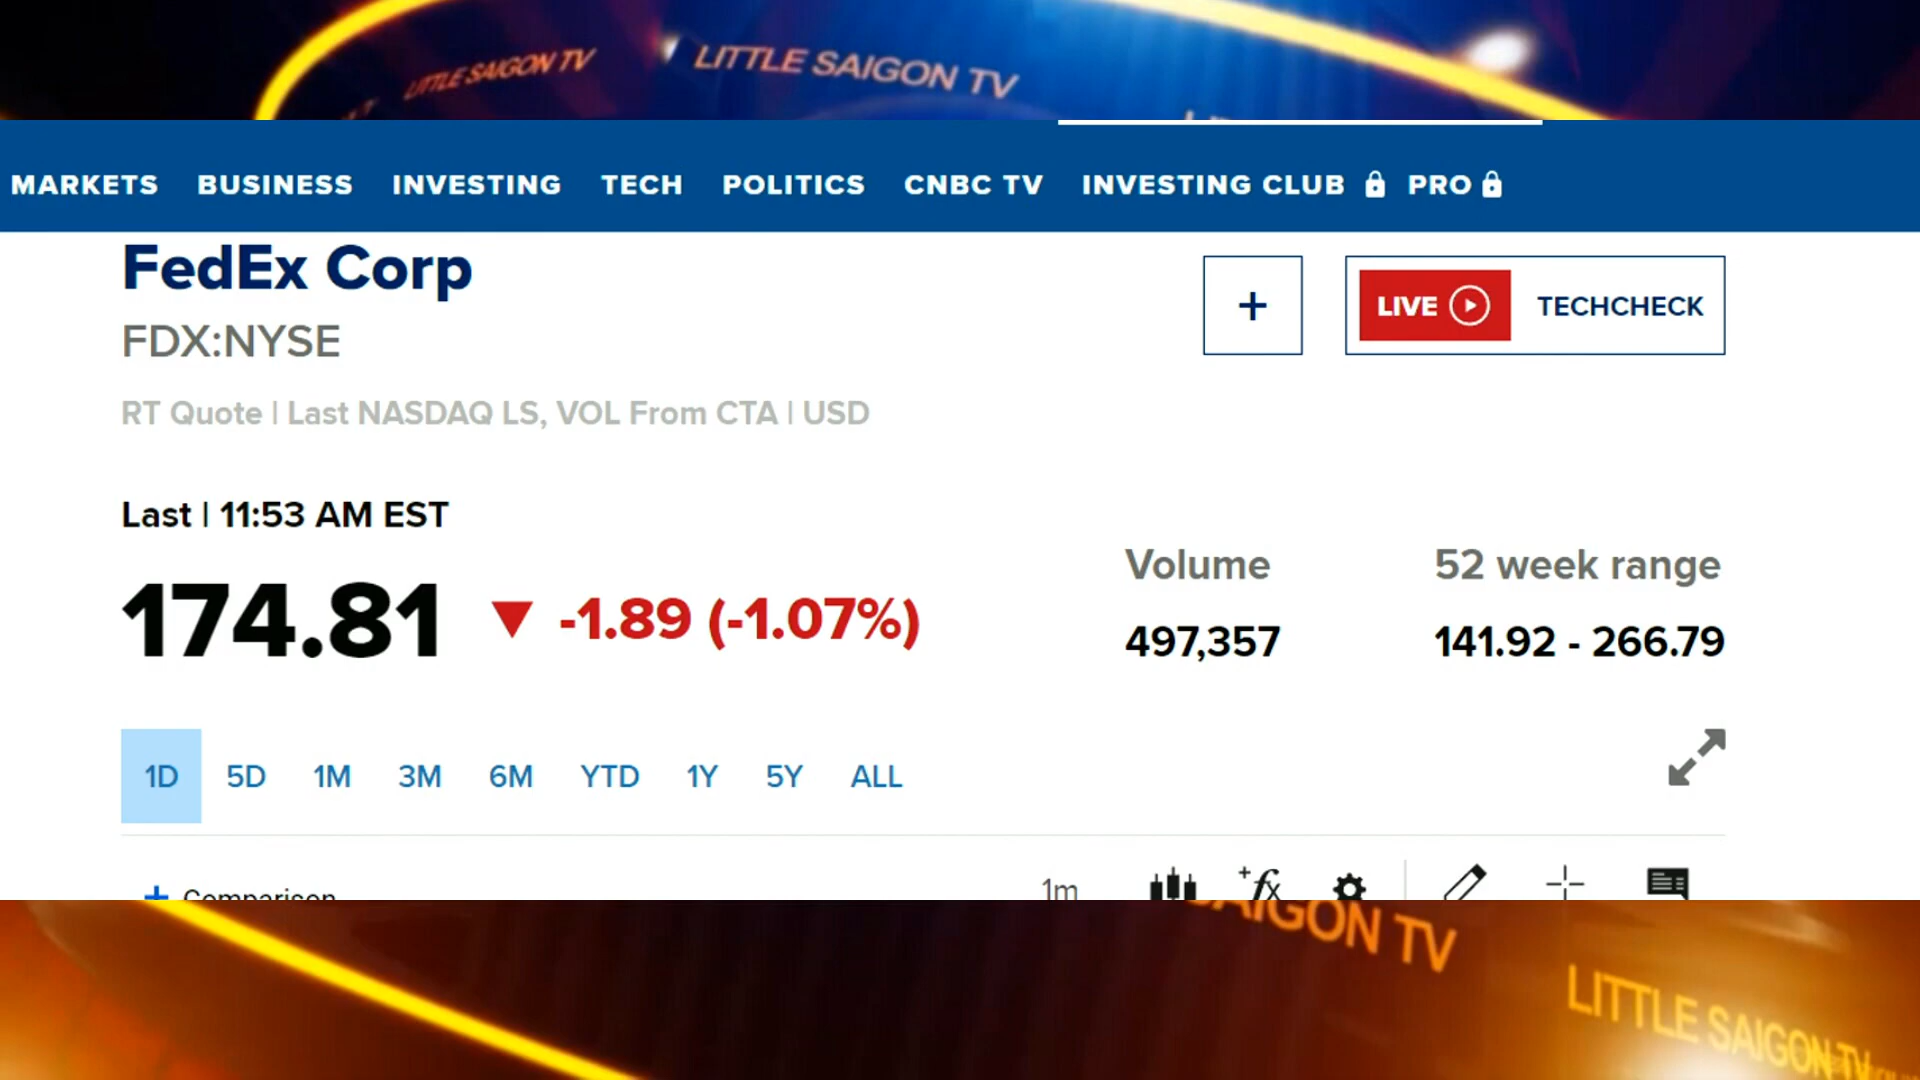 LITTLE SAIGON TV
LITTLE SAIGON TV
MARKETS BUSINESS INVESTING TECH POLITICS CNBC TV INVESTING CLUB PRO
FedEx Corp
+
LIVE TECHCHECK
FDX:NYSE
RT Quote | Last NASDAQ LS, VOL From CTA | USD
Last | 11:53 AM EST
174.81 ▼ -1.89 (-1.07%)
Volume
497,357
52 week range
141.92 - 266.79
1D 5D 1M 3M 6M YTD 1Y 5Y ALL
+ Comparison 1m +fx
SAIGON TV
LITTLE SAIGON TV